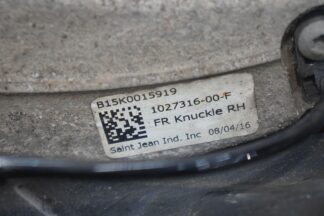 B15K0015919
1027316-00-F
FR Knuckle RH
Saint Jean Ind. Inc 08/04/16